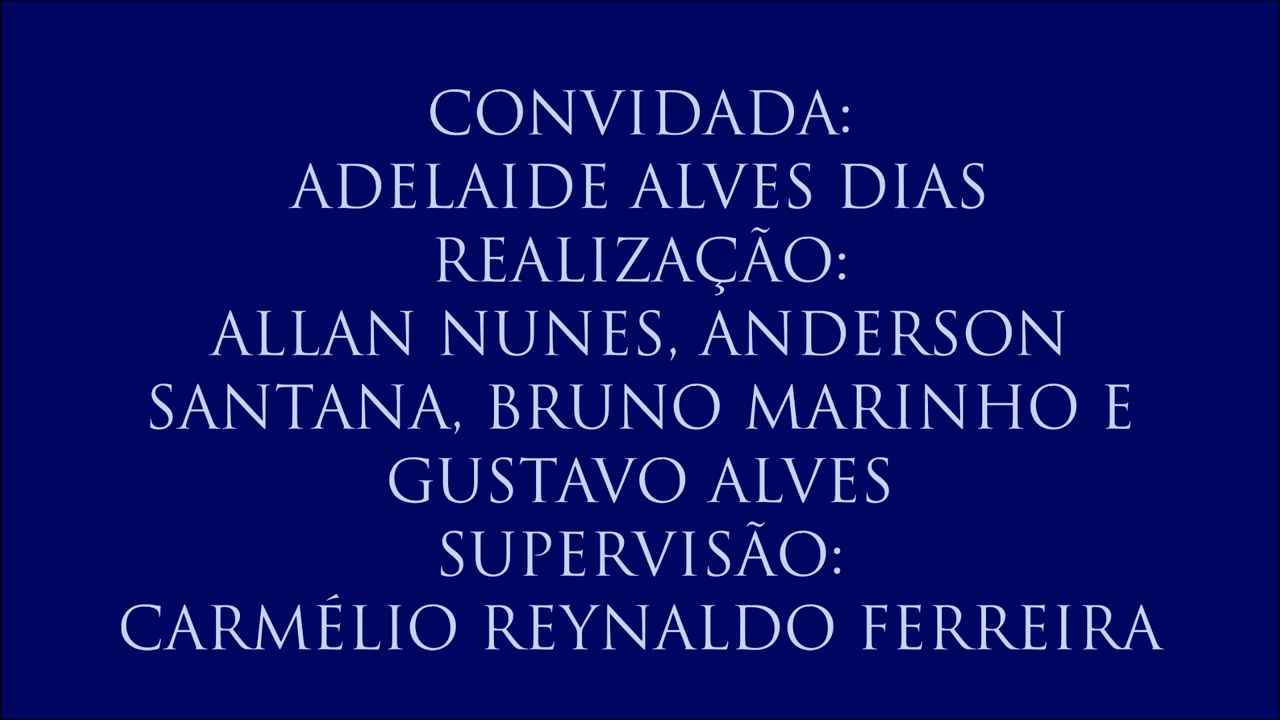 CONVIDADA:
ADELAIDE ALVES DIAS
REALIZAÇÃO:
ALLAN NUNES, ANDERSON
SANTANA, BRUNO MARINHO E
GUSTAVO ALVES
SUPERVISÃO:
CARMÉLIO REYNALDO FERREIRA